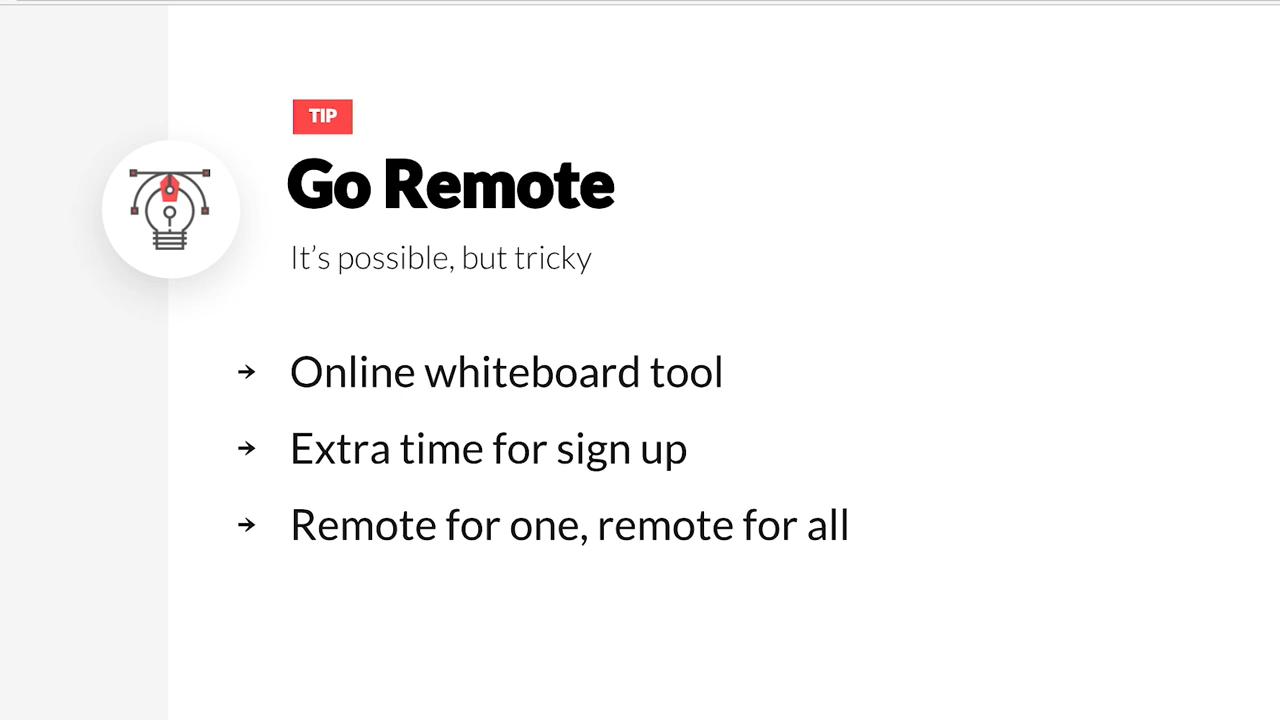 TIP
Go Remote
It’s possible, but tricky
Online whiteboard tool
Extra time for sign up
Remote for one, remote for all